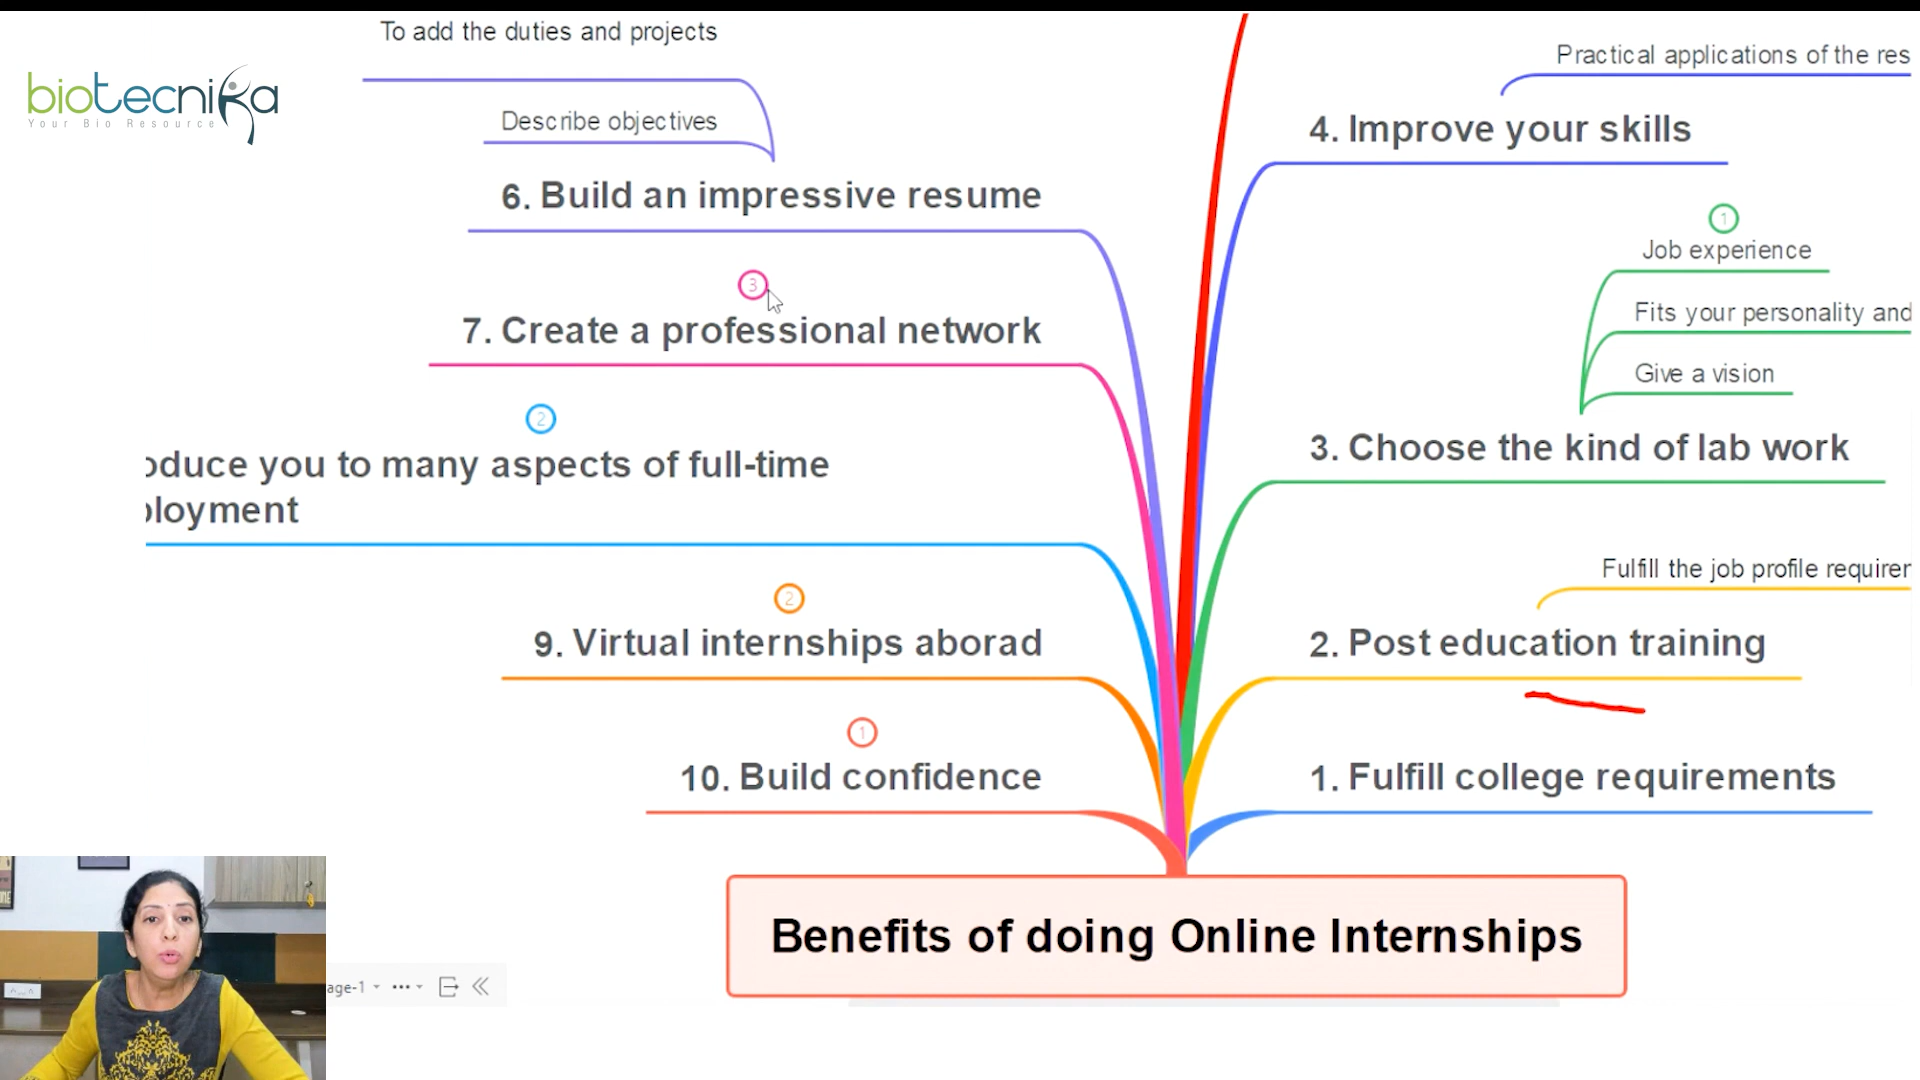 To add the duties and projects
biotecnika
Your Bio Resource
Describe objectives
6. Build an impressive resume
3
7. Create a professional network
2
oduce you to many aspects of full-time
ployment
2
9. Virtual internships aborad
1
10. Build confidence
Practical applications of the res
4. Improve your skills
1
Job experience
Fits your personality and
Give a vision
3. Choose the kind of lab work
Fulfill the job profile requirer
2. Post education training
1. Fulfill college requirements
Benefits of doing Online Internships
age-1